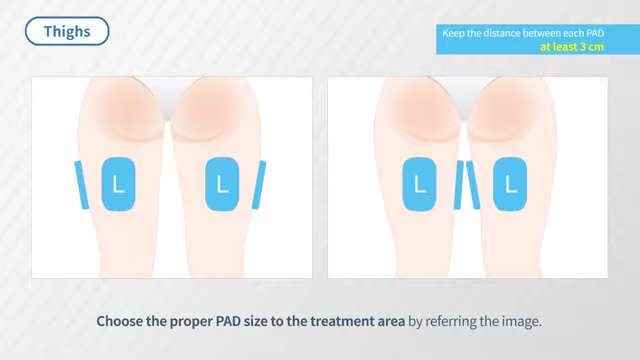 Thighs
Keep the distance between each PAD
at least 3 cm
L
L
L
L
Choose the proper PAD size to the treatment area by referring the image.